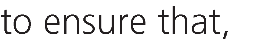 to ensure that,